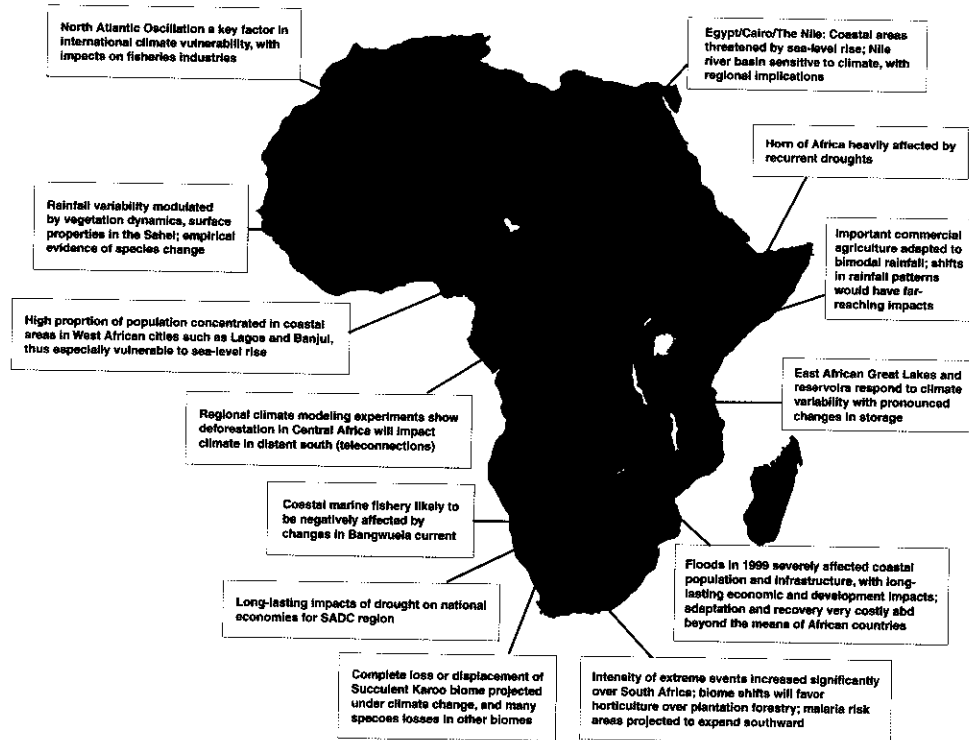 North Atlantic Oscillation a key factor in
international climate vulnerability, with
impacts on fisheries industries
Egypt/Cairo/The Nile: Coastal areas
threatened by sea-level rise; Nile
river basin sensitive to climate, with
regional implications
Horn of Africa heavily affected by
recurrent droughts
Rainfall variability modulated
by vegetation dynamics, surface
properties in the Sahel; empirical
evidence of species change
Important commercial
agriculture adapted to
bimodal rainfall; shifts
in rainfall patterns
would have far-
reaching impacts
High proprtion of population concentrated in coastal
areas in West African cities such as Lagos and Banjul,
thus especially vulnerable to sea-level rise
East African Great Lakes and
reservoirs respond to climate
variability with pronounced
changes in storage
Regional climate modeling experiments show
deforestation in Central Africa will impact
climate in distant south (teleconnections)
Coastal marine fishery likely to
be negatively affected by
changes in Bangwuela current
Floods in 1999 severely affected coastal
population and infrastructure, with long-
lasting economic and development impacts;
adaptation and recovery very costly abd
beyond the means of African countries
Long-lasting impacts of drought on national
economies for SADC region
Complete loss or displacement of
Succulent Karoo biome projected
under climate change, and many
specoes losses in other biomes
Intensity of extreme events increased significantly
over South Africa; biome shifts will favor
horticulture over plantation forestry; malaria risk
areas projected to expend southward